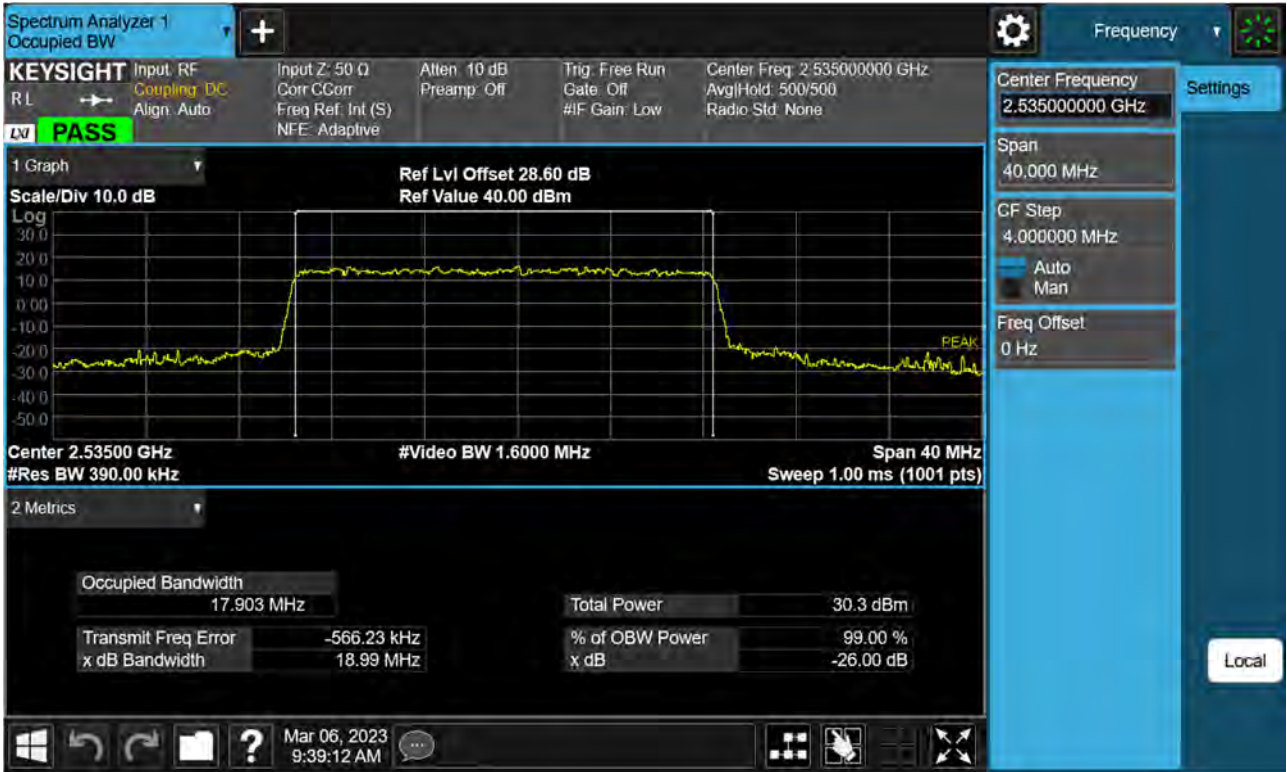 Spectrum Analyzer 1
Occupied BW
+
Frequency
KEYSIGHT
R L
LXI
PASS
Input: RF
Coupling: DC
Align: Auto
Input Z: 50 Ω
Corr CCorr
Freq Ref: Int (S)
NFE: Adaptive
Atten: 10 dB
Preamp: Off
Trig: Free Run
Gate: Off
#IF Gain: Low
Center Freq: 2.535000000 GHz
Avg|Hold: 500/500
Radio Std: None
1 Graph
Scale/Div 10.0 dB
Ref Lvl Offset 28.60 dB
Ref Value 40.00 dBm
Log
30.0
20.0
10.0
0.00
-10.0
-20.0
-30.0
-40.0
-50.0
PEAK
Center 2.53500 GHz
#Res BW 390.00 kHz
#Video BW 1.6000 MHz
Span 40 MHz
Sweep 1.00 ms (1001 pts)
2 Metrics
Occupied Bandwidth
17.903 MHz
Transmit Freq Error -566.23 kHz
x dB Bandwidth 18.99 MHz
Total Power 30.3 dBm
% of OBW Power 99.00 %
x dB -26.00 dB
?
Mar 06, 2023
9:39:12 AM
Center Frequency
2.535000000 GHz
Span
40.000 MHz
CF Step
4.000000 MHz
Auto
Man
Freq Offset
0 Hz
Settings
Local